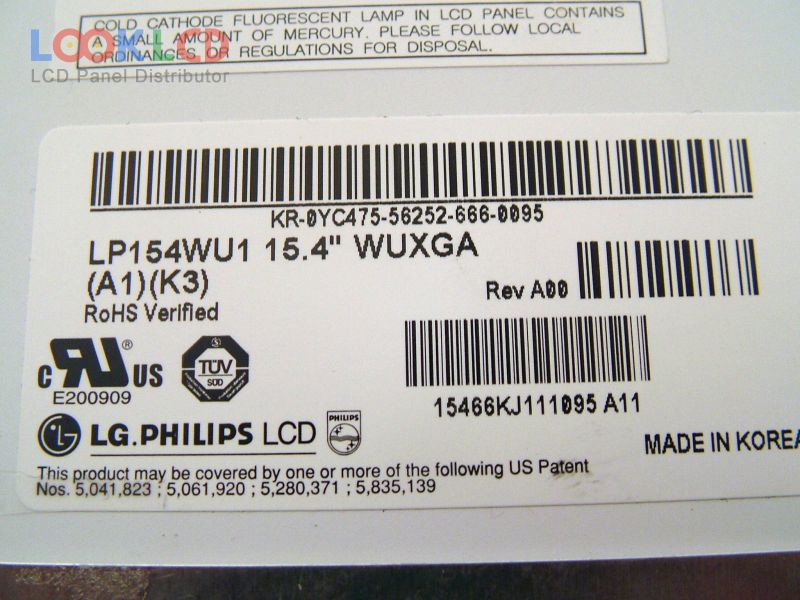 COLD CATHODE FLUORESCENT LAMP IN LCD PANEL CONTAINS
A SMALL AMOUNT OF MERCURY. PLEASE FOLLOW LOCAL
ORDINANCES OR REGULATIONS FOR DISPOSAL.
LOOKLCD
LCD Panel Distributor
KR-0YC475-56252-666-0095
LP154WU1 15.4" WUXGA
(A1)(K3)
Rev A00
RoHS Verified
c RU ® US
E200909
TÜV
SÜD
15466KJ111095 A11
LG LG.PHILIPS LCD
PHILIPS
MADE IN KOREA
This product may be covered by one or more of the following US Patent
Nos. 5,041,823 ; 5,061,920 ; 5,280,371 ; 5,835,139